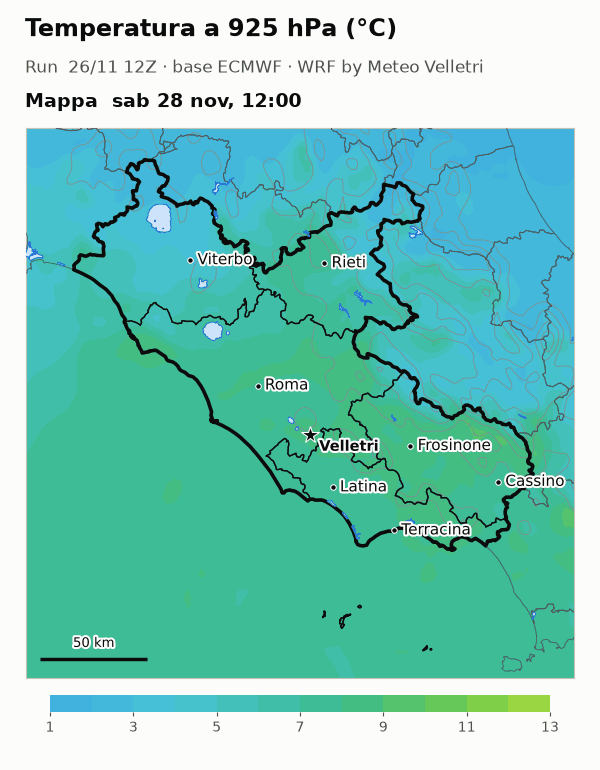 Temperatura a 925 hPa (°C)
Run  26/11 12Z · base ECMWF · WRF by Meteo Velletri
Mappa  sab 28 nov, 12:00
Viterbo
Rieti
Roma
Velletri
Frosinone
Cassino
Latina
Terracina
50 km
1 3 5 7 9 11 13